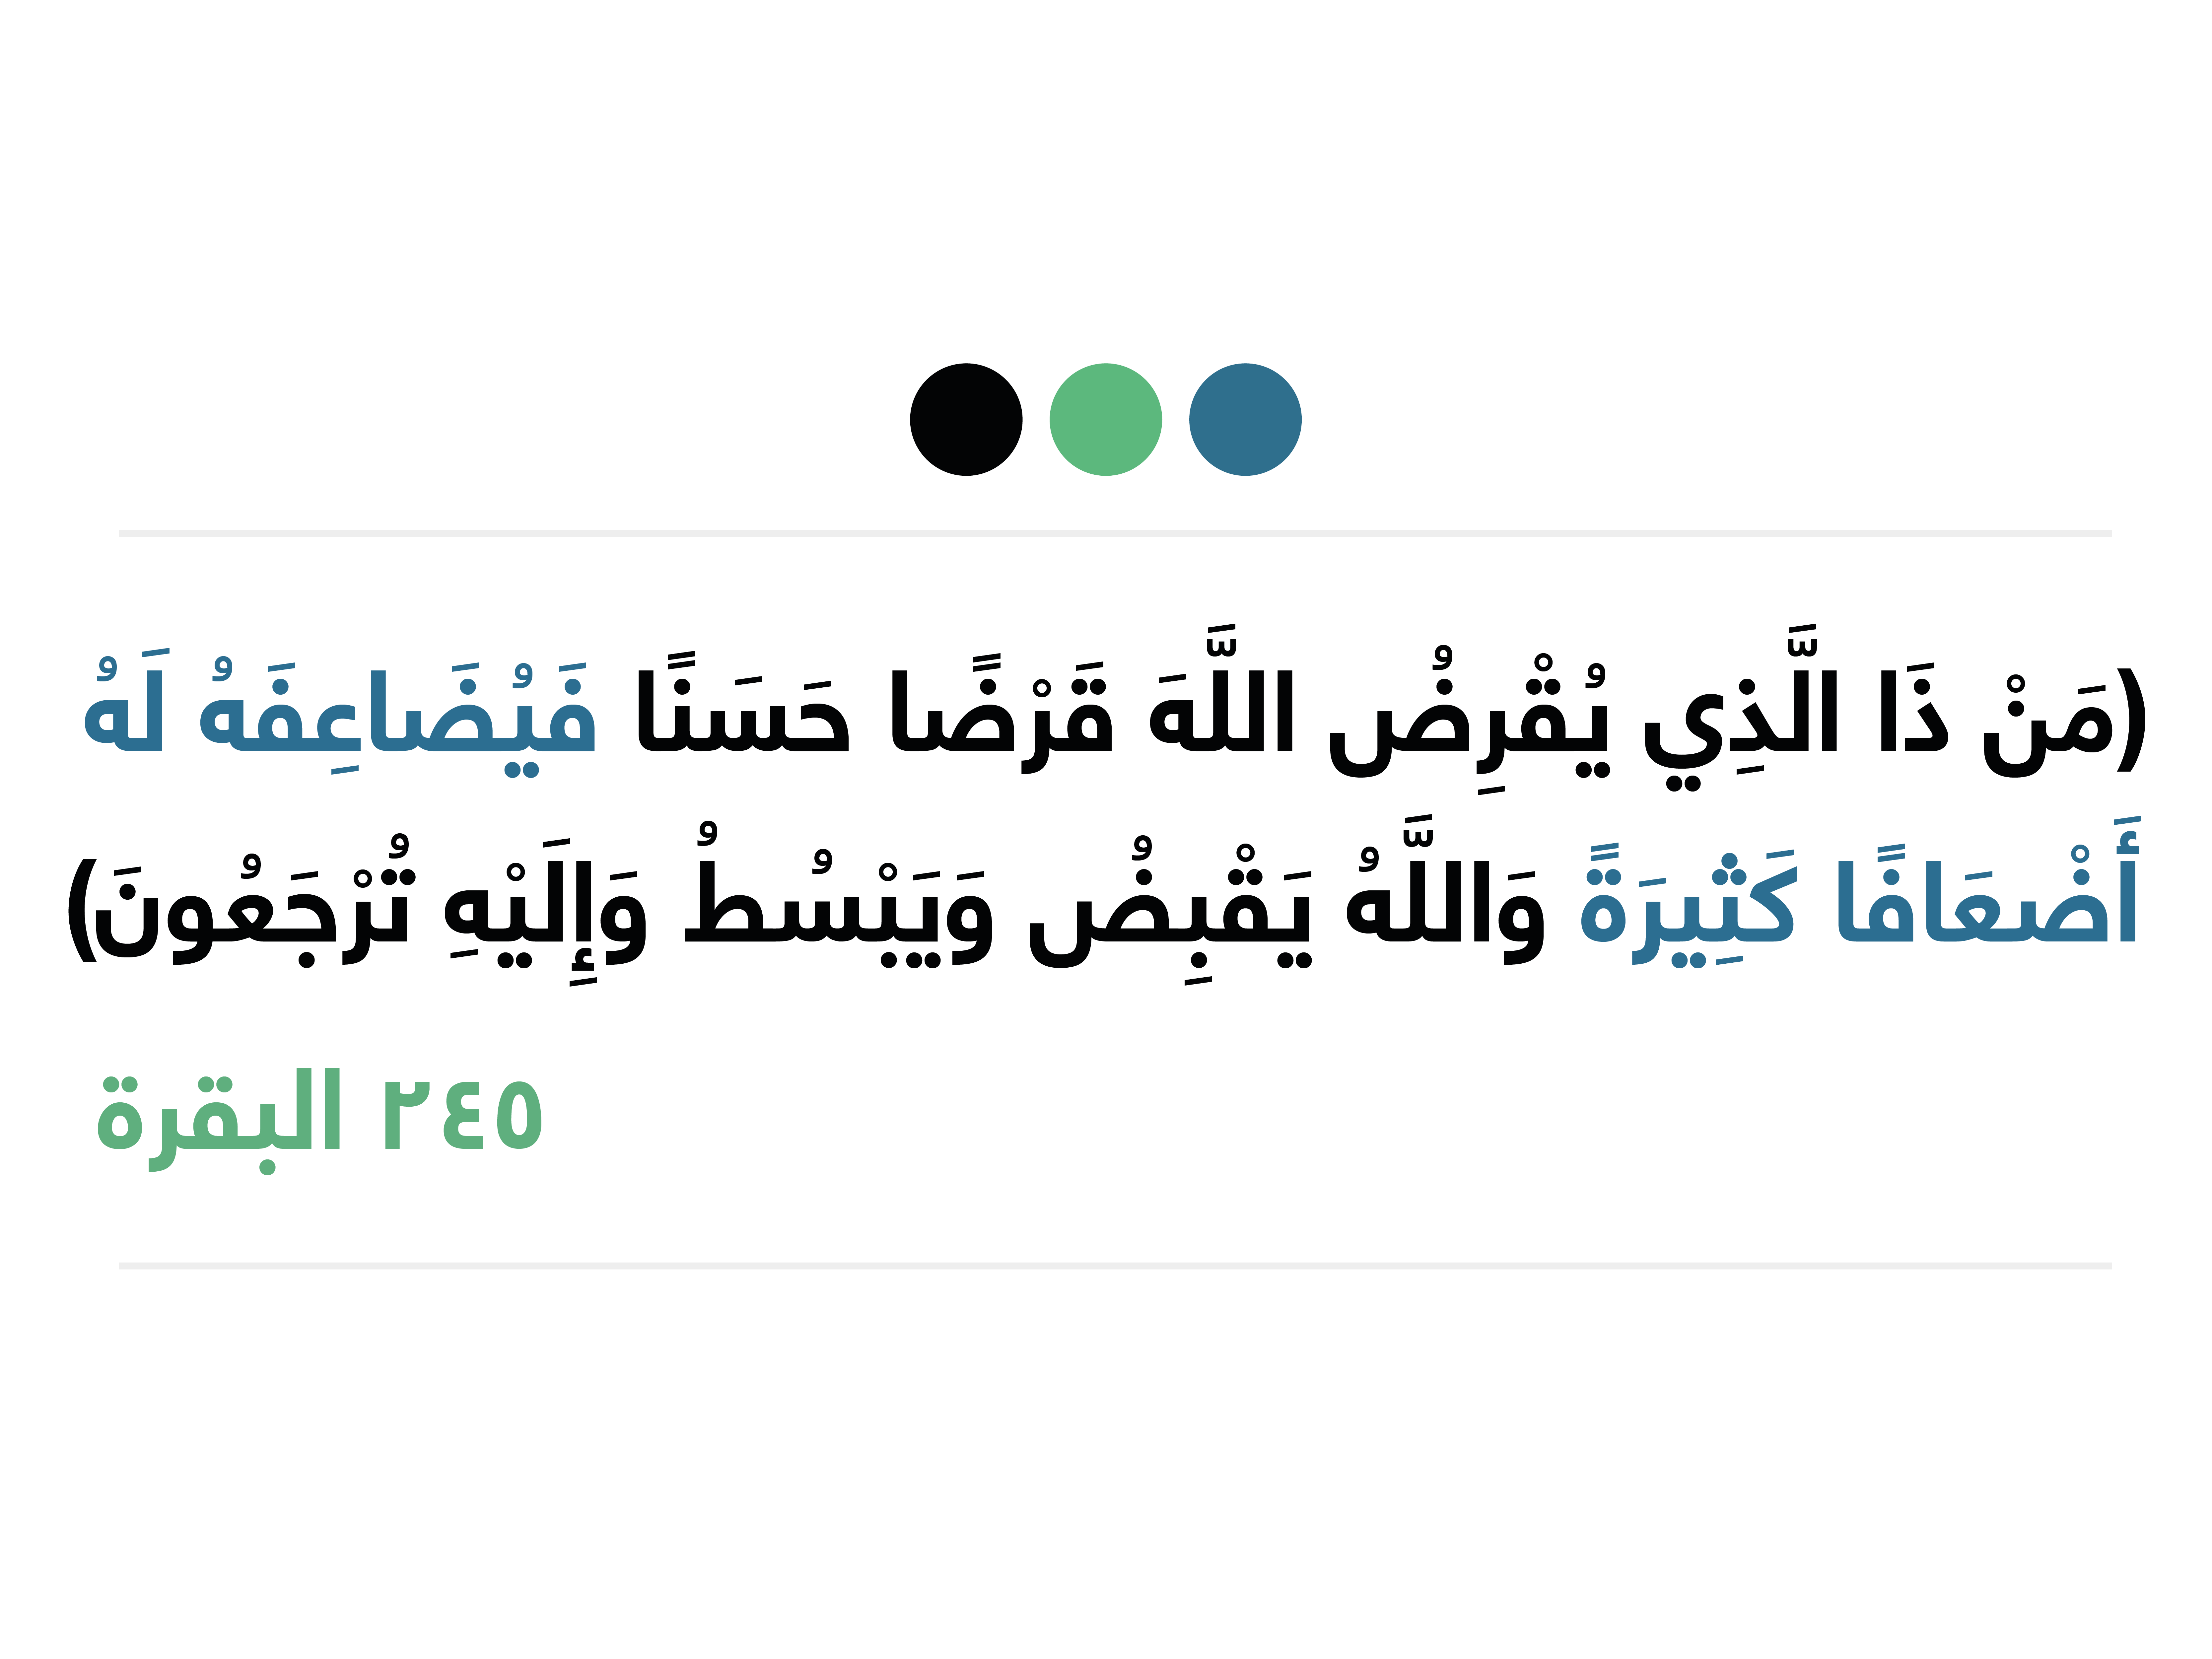 (مَنْ ذَا الَّذِي يُقْرِضُ اللَّهَ قَرْضًا حَسَنًا فَيُضَاعِفَهُ لَهُ
أَضْعَافًا كَثِيرَةً وَاللَّهُ يَقْبِضُ وَيَبْسُطُ وَإِلَيْهِ تُرْجَعُونَ)
٢٤٥ البقرة